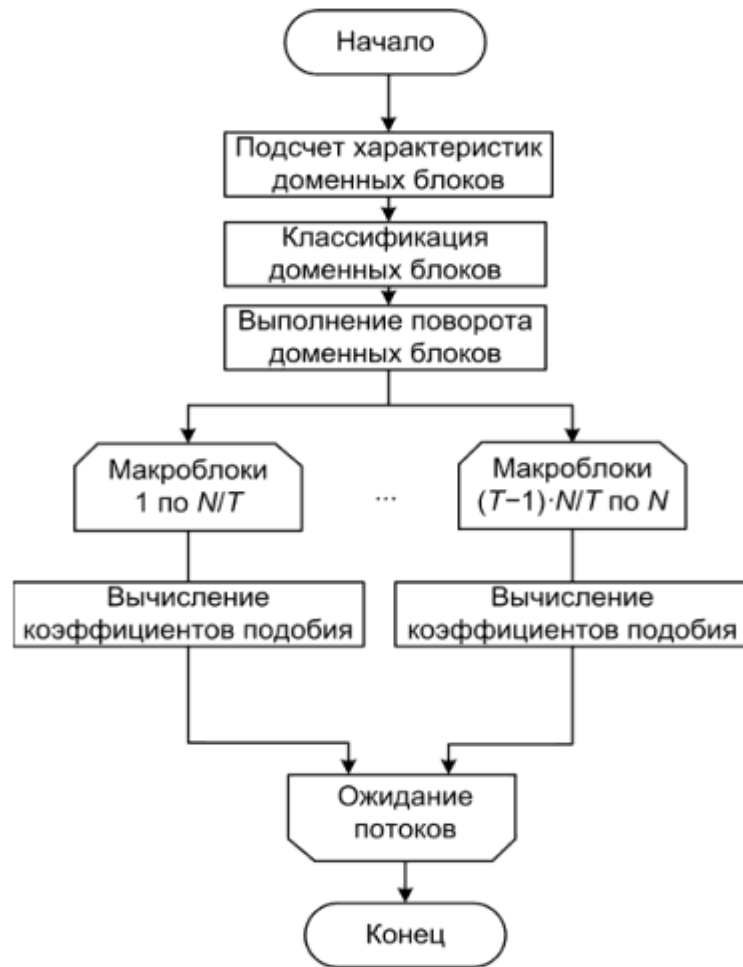 Начало
Подсчет характеристик
доменных блоков
Классификация
доменных блоков
Выполнение поворота
доменных блоков
Макроблоки
1 по N/T
...
Макроблоки
(T−1)·N/T по N
Вычисление
коэффициентов подобия
Вычисление
коэффициентов подобия
Ожидание
потоков
Конец